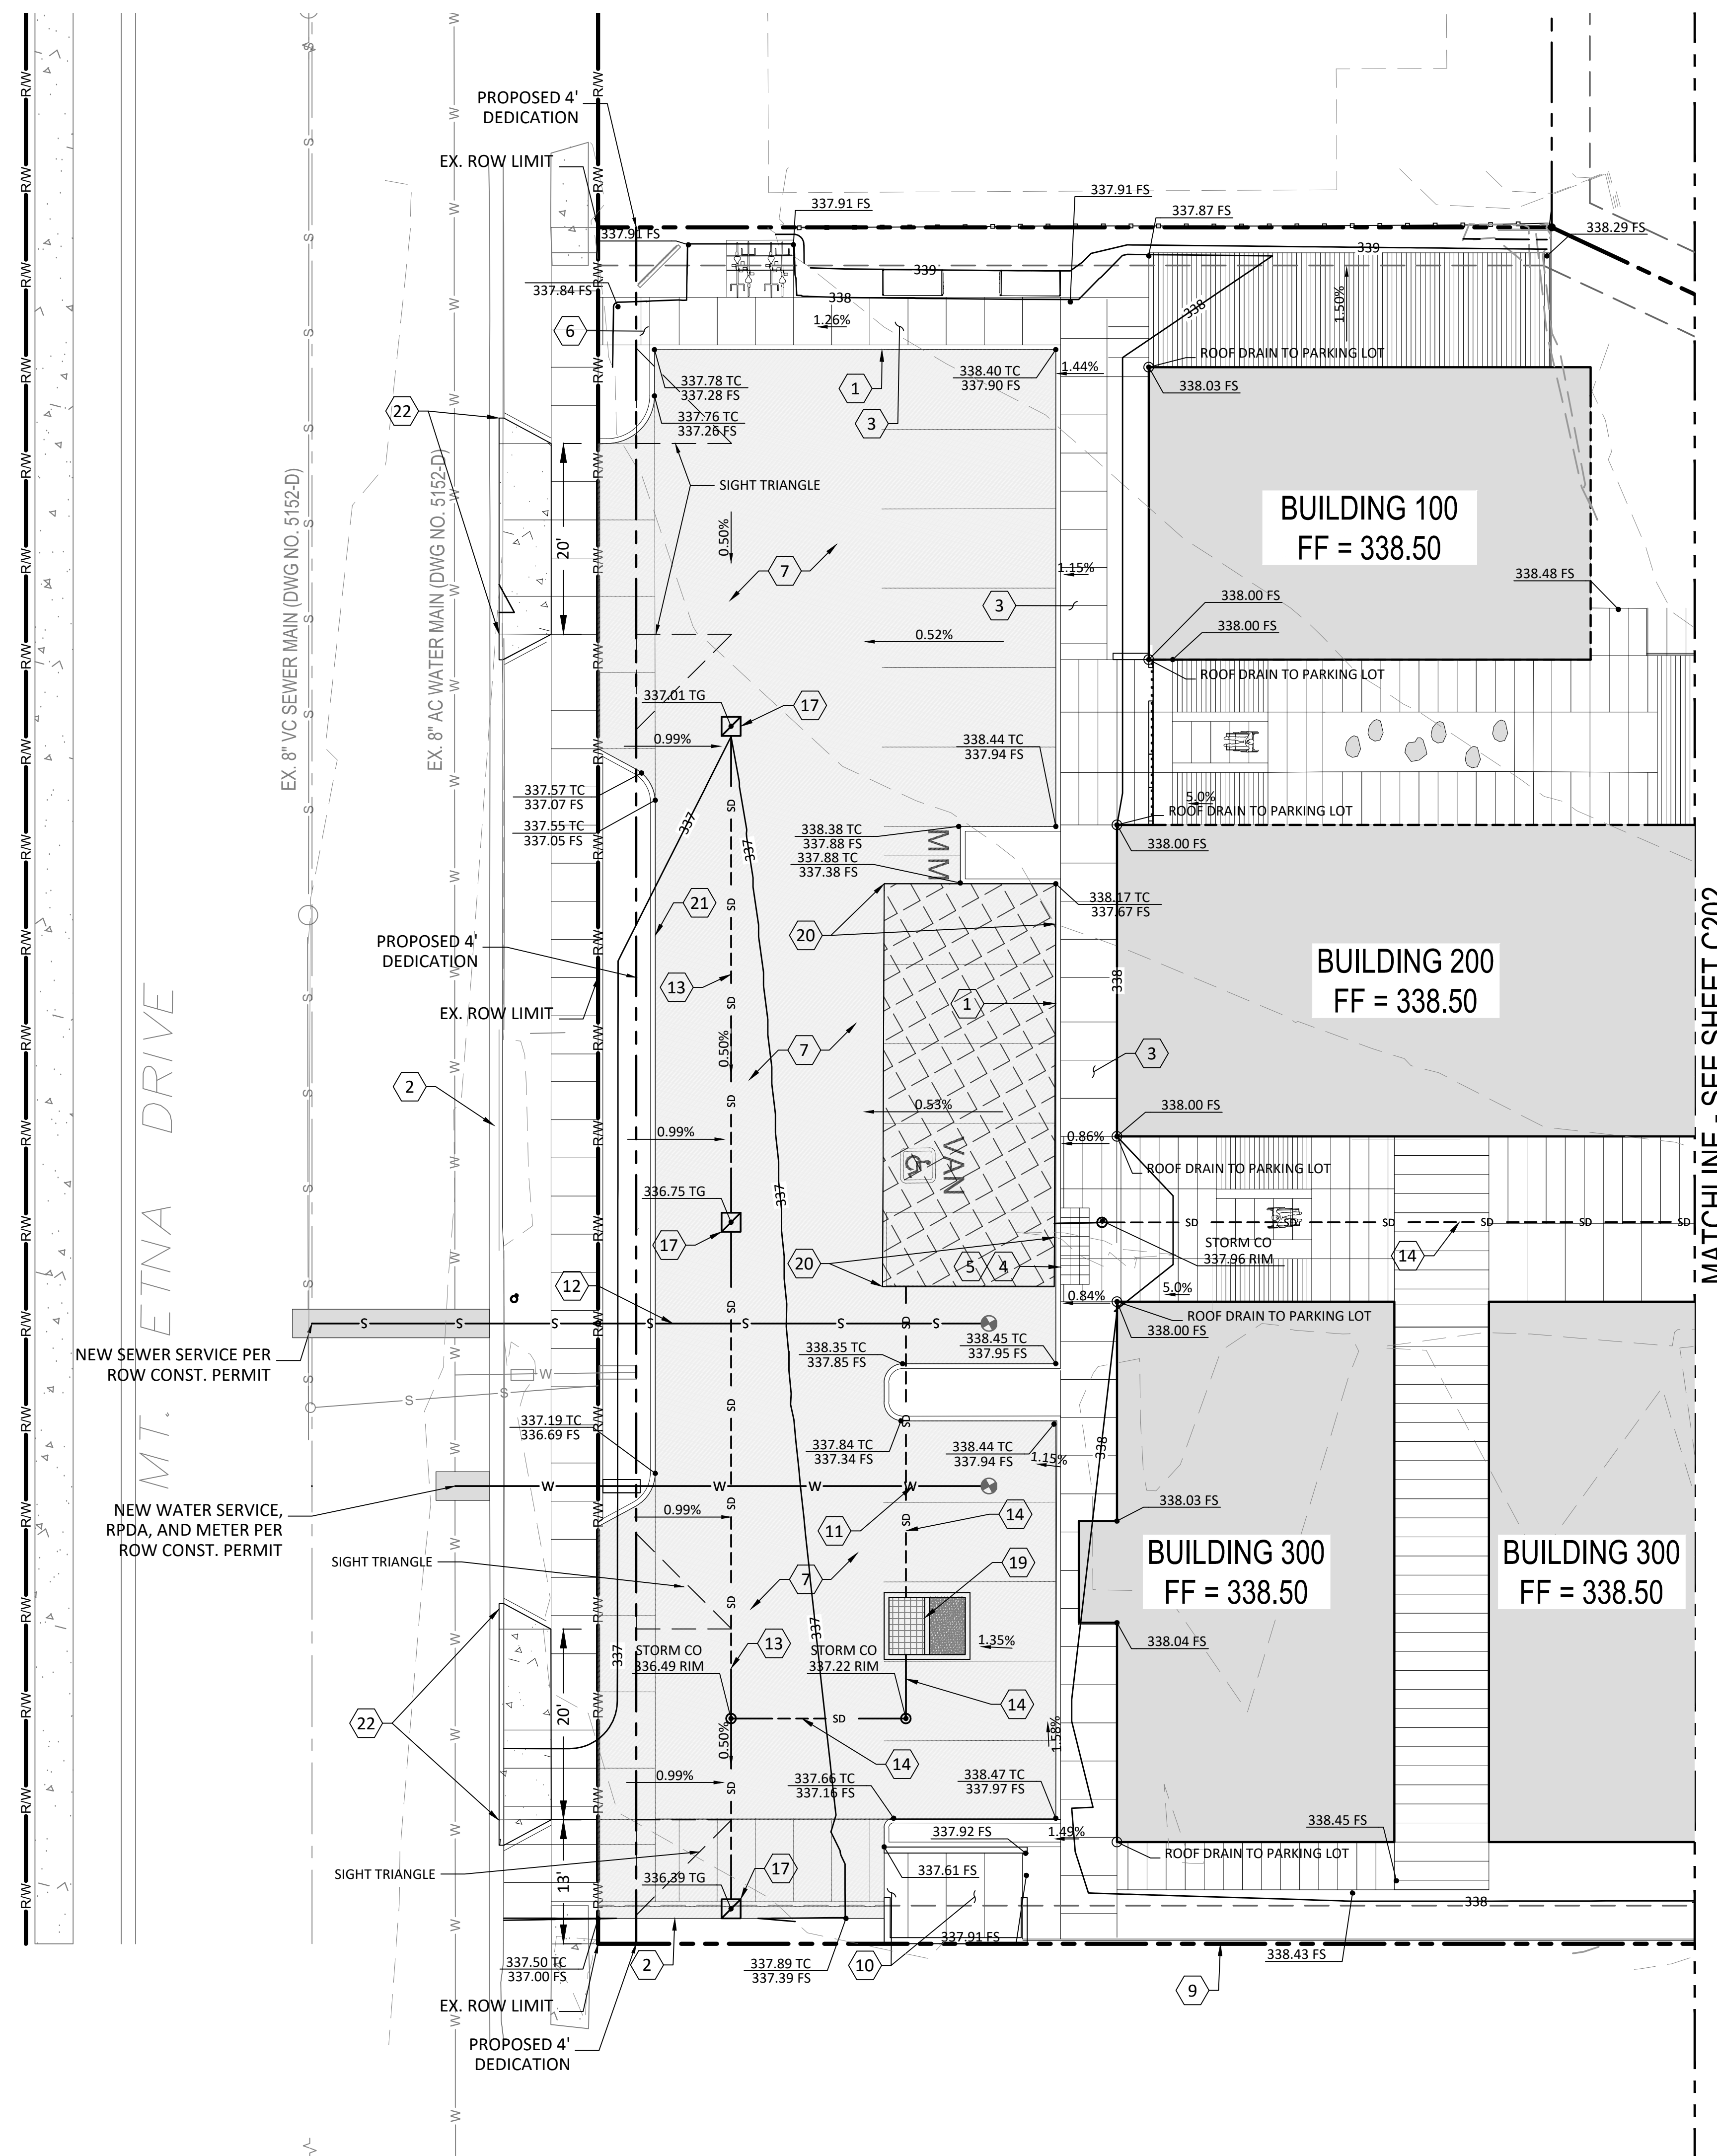 PROPOSED 4'
DEDICATION
EX. ROW LIMIT
337.91 FS
337.91 FS
337.91 FS
337.87 FS
338.29 FS
339
339
337.84 FS
338
338
1.26%
1.50%
6
ROOF DRAIN TO PARKING LOT
337.78 TC
337.28 FS
1
338.40 TC
337.90 FS
1.44%
338.03 FS
22
337.76 TC
337.26 FS
3
SIGHT TRIANGLE
EX. 8" VC SEWER MAIN (DWG NO. 5152-D)
EX. 8" AC WATER MAIN (DWG NO. 5152-D)
20'
0.50%
BUILDING 100
FF = 338.50
7
1.15%
338.48 FS
3
338.00 FS
338.00 FS
0.52%
ROOF DRAIN TO PARKING LOT
337.01 TG
17
0.99%
338.44 TC
337.94 FS
337.57 TC
337.07 FS
5.0%
ROOF DRAIN TO PARKING LOT
337.55 TC
337.05 FS
337
337
338.38 TC
337.88 FS
337.88 TC
337.38 FS
M M
338.00 FS
21
338.17 TC
337.67 FS
20
PROPOSED 4'
DEDICATION
13
BUILDING 200
FF = 338.50
338
1
EX. ROW LIMIT
0.50%
7
3
MT. ETNA DRIVE
2
0.53%
338.00 FS
0.99%
0.86%
VAN
ROOF DRAIN TO PARKING LOT
336.75 TG
337
17
20
5
4
STORM CO
337.96 RIM
14
12
0.84%
5.0%
ROOF DRAIN TO PARKING LOT
338.00 FS
NEW SEWER SERVICE PER
ROW CONST. PERMIT
338.35 TC
337.85 FS
338.45 TC
337.95 FS
337.19 TC
336.69 FS
337.84 TC
337.34 FS
338.44 TC
337.94 FS
1.15%
338
NEW WATER SERVICE,
RPDA, AND METER PER
ROW CONST. PERMIT
0.99%
11
14
338.03 FS
SIGHT TRIANGLE
7
19
BUILDING 300
FF = 338.50
BUILDING 300
FF = 338.50
337
337
13
1.35%
338.04 FS
STORM CO
336.49 RIM
STORM CO
337.22 RIM
14
22
20'
0.50%
14
1.58%
0.99%
337.66 TC
337.16 FS
338.47 TC
337.97 FS
337.92 FS
1.49%
338.45 FS
ROOF DRAIN TO PARKING LOT
SIGHT TRIANGLE
13'
336.39 TG
17
337.61 FS
338
337.91 FS
338.43 FS
337.50 TC
337.00 FS
2
337.89 TC
337.39 FS
10
9
EX. ROW LIMIT
PROPOSED 4'
DEDICATION
MATCHLINE - SEE SHEET C202
R/W
S
W
SD